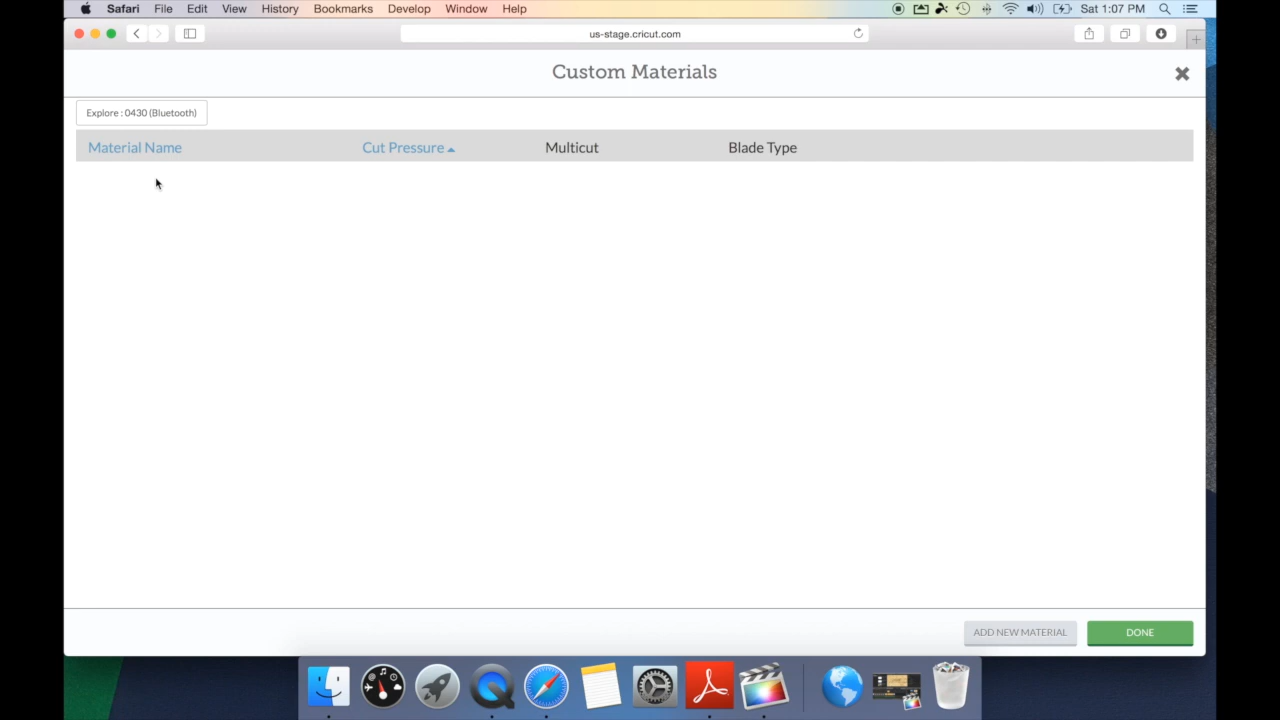 Safari File Edit View History Bookmarks Develop Window Help Sat 1:07 PM
us-stage.cricut.com
Custom Materials
Explore : 0430 (Bluetooth)
Material Name Cut Pressure Multicut Blade Type
ADD NEW MATERIAL DONE